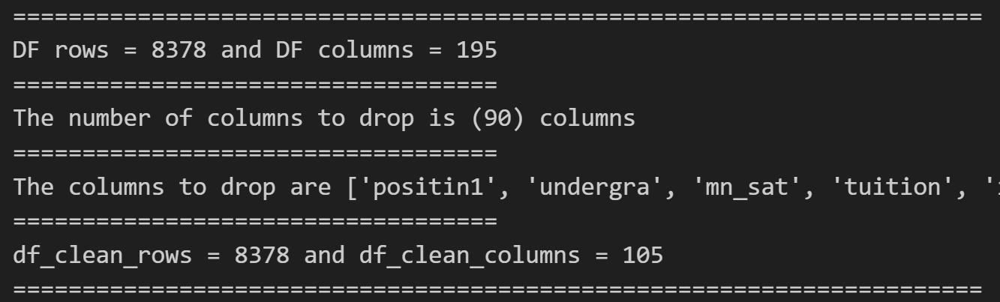 ======================================================================
DF rows = 8378 and DF columns = 195
===================================
The number of columns to drop is (90) columns
===================================
The columns to drop are ['positin1', 'undergra', 'mn_sat', 'tuition', '
===================================
df_clean_rows = 8378 and df_clean_columns = 105
======================================================================